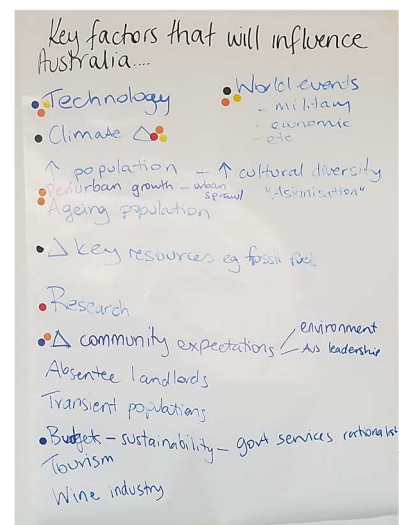 Key factors that will influence
Australia....
Technology
World events
- military
- economic
- etc
Climate Δ
↑ population + ↑ cultural diversity
Periurban growth - urban sprawl
"Asianisation"
Ageing population
Δ Key resources eg fossil fuel
Research
Δ community expectations
environment
Aus leadership
Absentee landlords
Transient populations
Budget - sustainability - govt services
Tourism
Wine industry